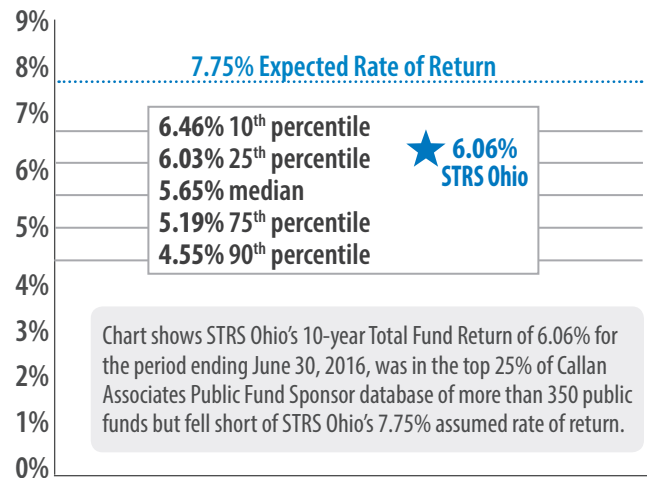 9%
8%
7.75% Expected Rate of Return
7%
6.46% 10th percentile
6.03% 25th percentile
6.06%
STRS Ohio
6%
5.65% median
5.19% 75th percentile
5%
4.55% 90th percentile
4%
3%
Chart shows STRS Ohio’s 10-year Total Fund Return of 6.06% for
the period ending June 30, 2016, was in the top 25% of Callan
2%
Associates Public Fund Sponsor database of more than 350 public
funds but fell short of STRS Ohio’s 7.75% assumed rate of return.
1%
0%